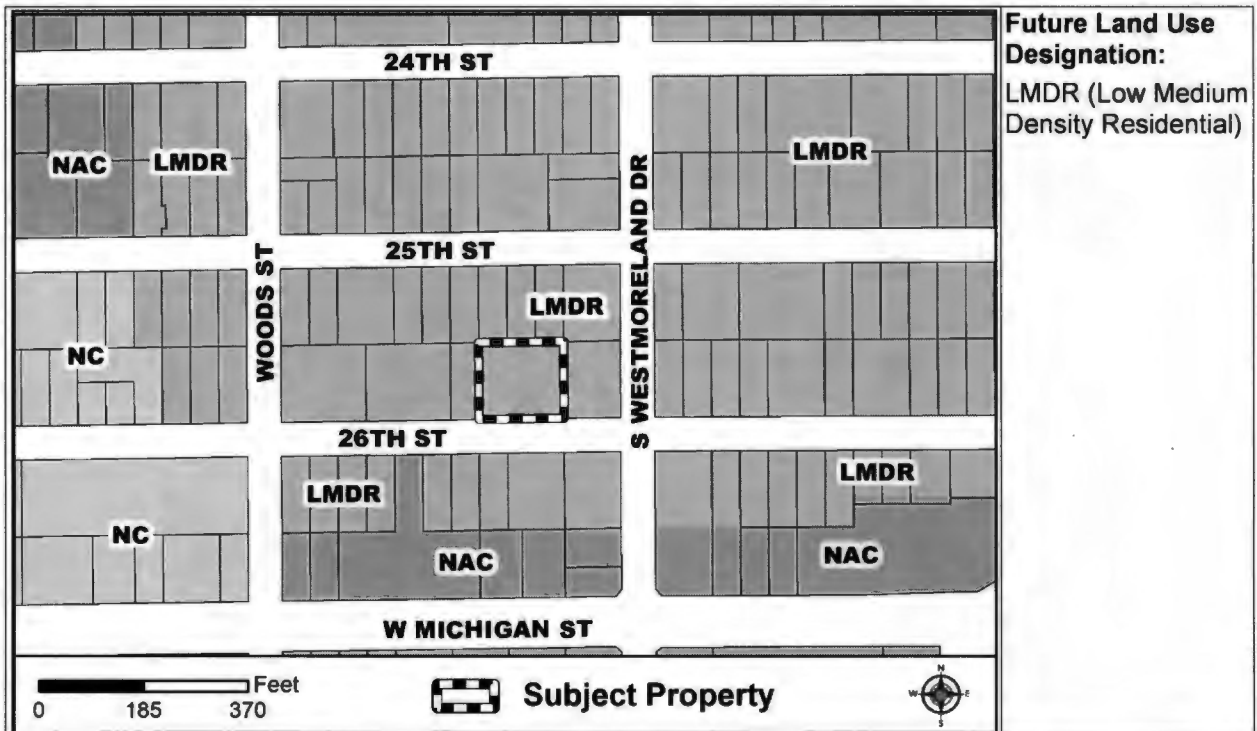 24TH ST
NAC
LMDR
LMDR
25TH ST
WOODS ST
S WESTMORELAND DR
LMDR
NC
26TH ST
LMDR
LMDR
NC
NAC
NAC
W MICHIGAN ST
Feet
0 185 370
Subject Property
N
W E
S
Future Land Use
Designation:
LMDR (Low Medium
Density Residential)